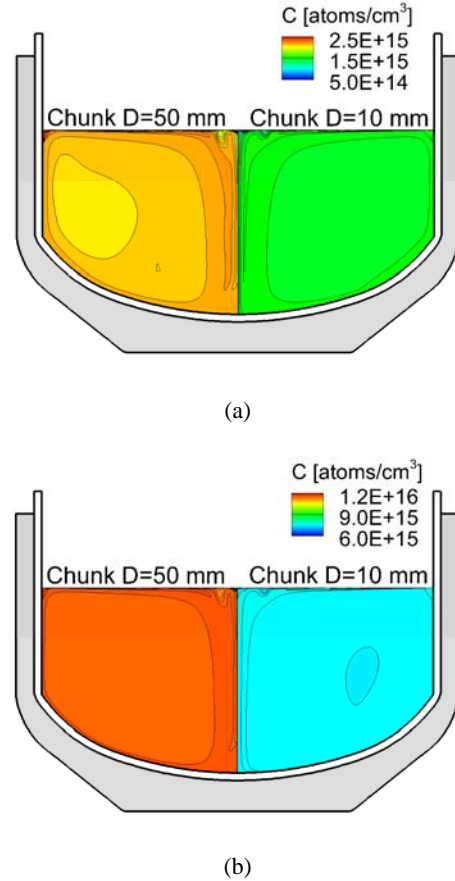 C [atoms/cm³]
2.5E+15
1.5E+15
5.0E+14
Chunk D=50 mm Chunk D=10 mm
(a)
C [atoms/cm³]
1.2E+16
9.0E+15
6.0E+15
Chunk D=50 mm Chunk D=10 mm
(b)